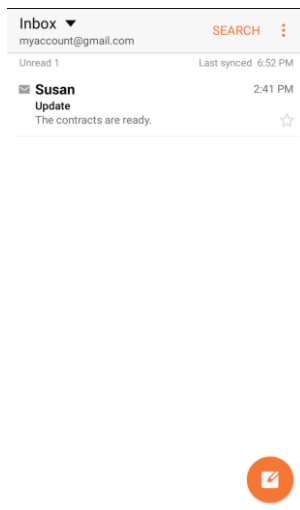 Inbox
SEARCH
myaccount@gmail.com
Unread 1 Last synced 6:52 PM
Susan 2:41 PM
Update
The contracts are ready.